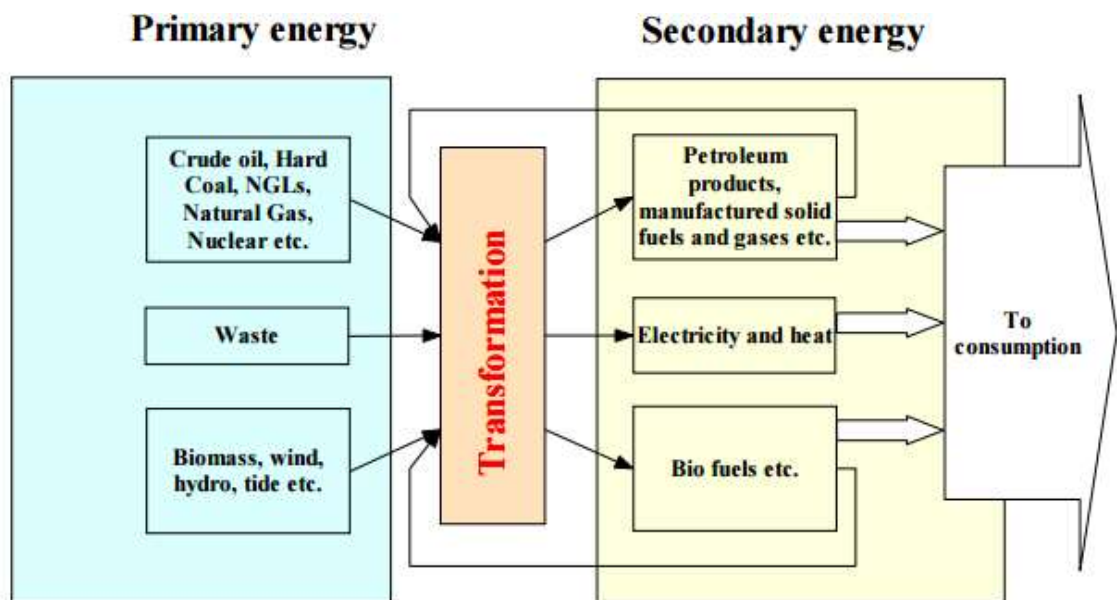 Primary energy
Secondary energy
Crude oil, Hard
Coal, NGLs,
Natural Gas,
Nuclear etc.
Waste
Biomass, wind,
hydro, tide etc.
Transformation
Petroleum
products,
manufactured solid
fuels and gases etc.
Electricity and heat
Bio fuels etc.
To
consumption